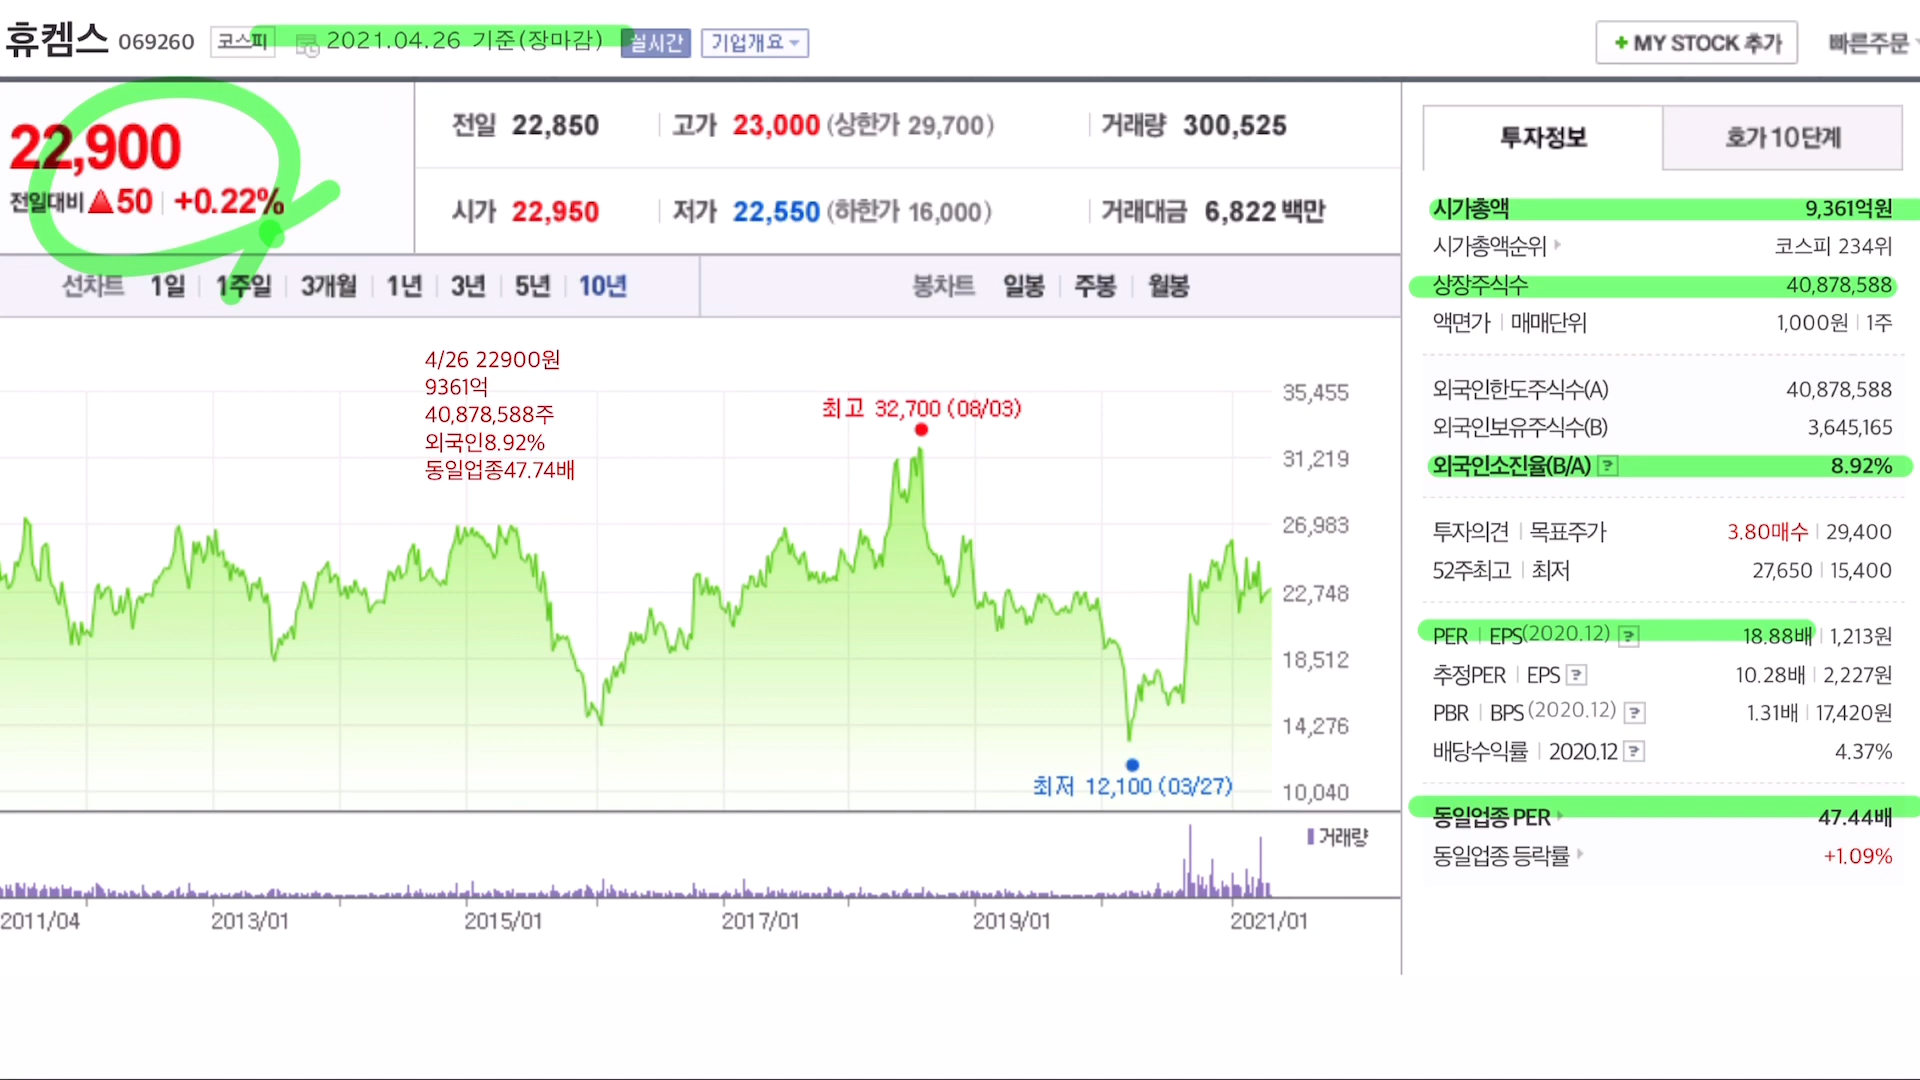 휴켐스 069260 코스피 2021.04.26 기준(장마감) 실시간 기업개요
+ MY STOCK 추가 빠른주문
22,900
전일대비 ▲50 +0.22%
전일 22,850 고가 23,000 (상한가 29,700) 거래량 300,525
시가 22,950 저가 22,550 (하한가 16,000) 거래대금 6,822 백만
선차트 1일 1주일 3개월 1년 3년 5년 10년 봉차트 일봉 주봉 월봉
4/26 22900원
9361억
40,878,588주
외국인8.92%
동일업종47.74배
최고 32,700 (08/03)
최저 12,100 (03/27)
35,455
31,219
26,983
22,748
18,512
14,276
10,040
거래량
2011/04 2013/01 2015/01 2017/01 2019/01 2021/01
투자정보 호가 10단계
시가총액 9,361억원
시가총액순위 코스피 234위
상장주식수 40,878,588
액면가 매매단위 1,000원 1주
외국인한도주식수(A) 40,878,588
외국인보유주식수(B) 3,645,165
외국인소진율(B/A) ? 8.92%
투자의견 목표주가 3.80매수 29,400
52주최고 최저 27,650 15,400
PER EPS(2020.12) ? 18.88배 1,213원
추정PER EPS ? 10.28배 2,227원
PBR BPS (2020.12) ? 1.31배 17,420원
배당수익률 2020.12 ? 4.37%
동일업종 PER 47.44배
동일업종 등락률 +1.09%